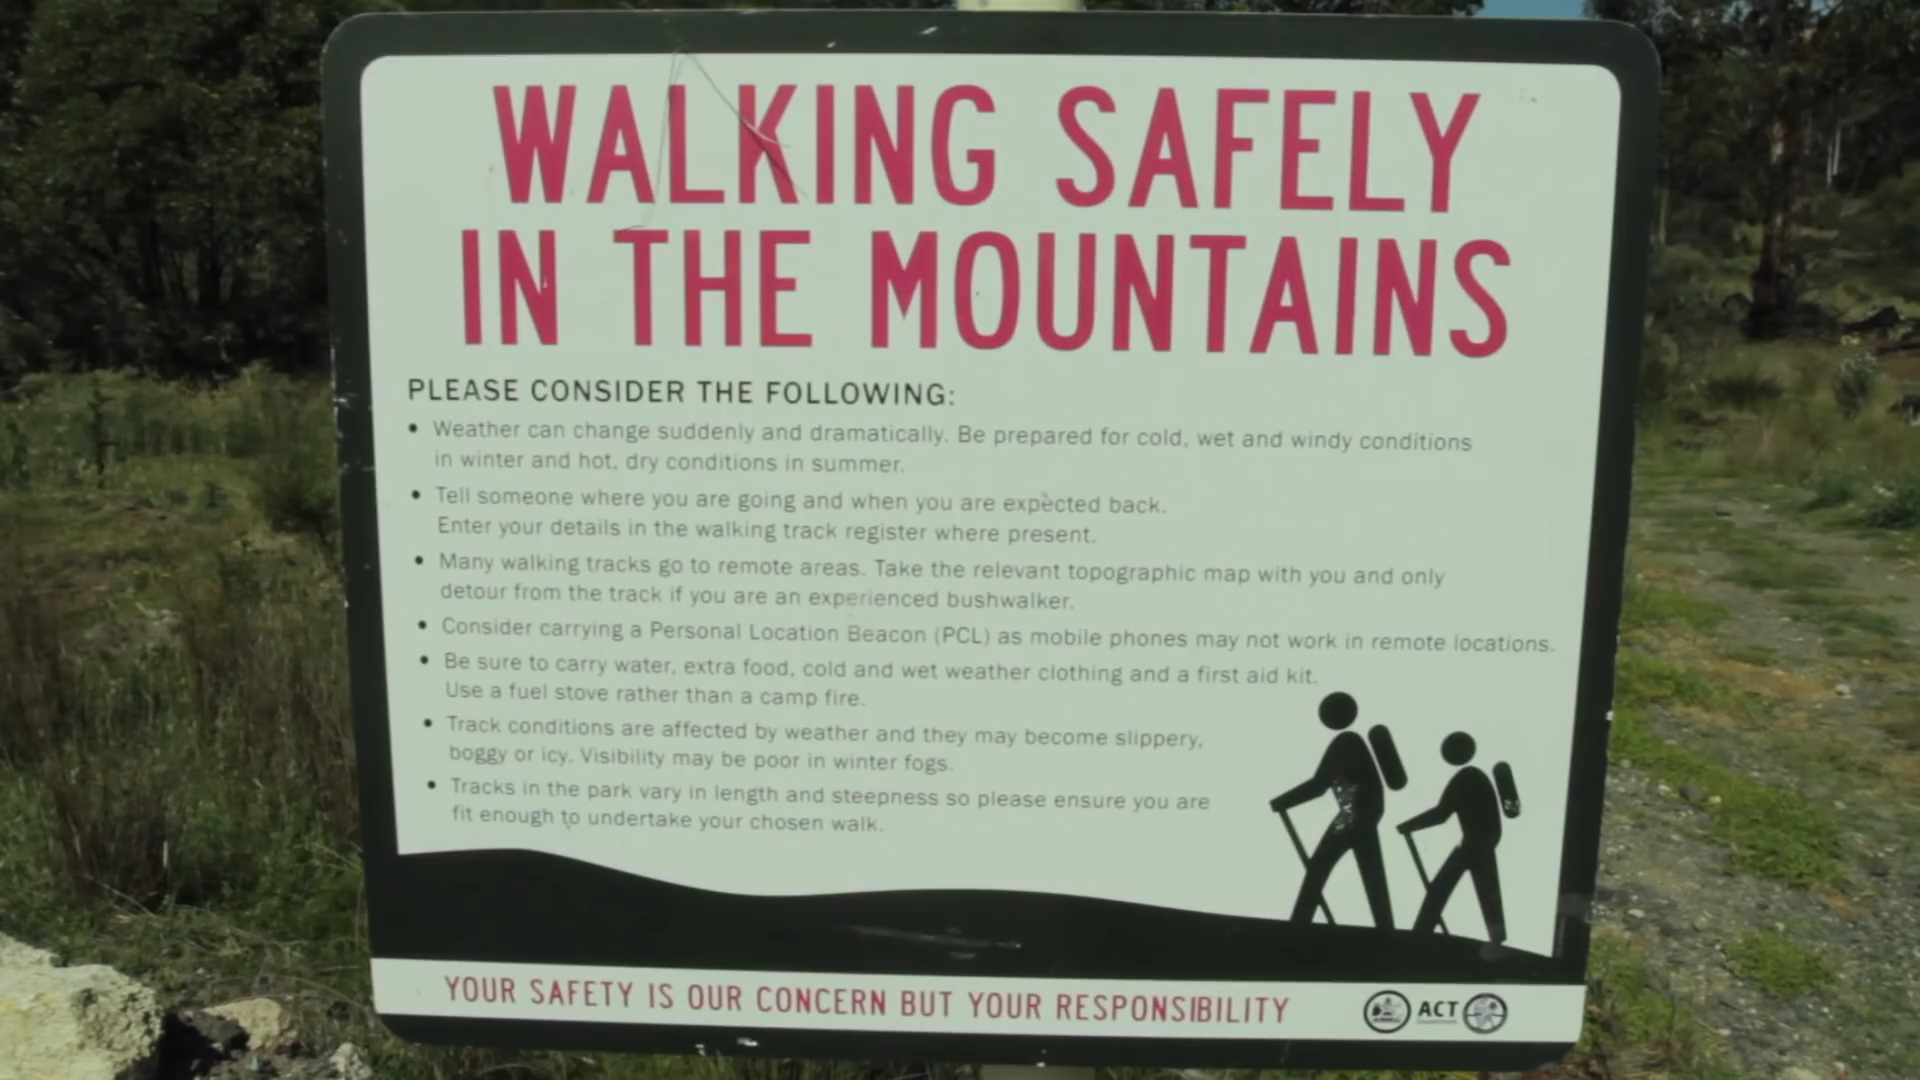 WALKING SAFELY
IN THE MOUNTAINS
PLEASE CONSIDER THE FOLLOWING:
• Weather can change suddenly and dramatically. Be prepared for cold, wet and windy conditions
in winter and hot, dry conditions in summer.
• Tell someone where you are going and when you are expected back.
Enter your details in the walking track register where present.
• Many walking tracks go to remote areas. Take the relevant topographic map with you and only
detour from the track if you are an experienced bushwalker.
• Consider carrying a Personal Location Beacon (PCL) as mobile phones may not work in remote locations.
• Be sure to carry water, extra food, cold and wet weather clothing and a first aid kit.
Use a fuel stove rather than a camp fire.
• Track conditions are affected by weather and they may become slippery,
boggy or icy. Visibility may be poor in winter fogs.
• Tracks in the park vary in length and steepness so please ensure you are
fit enough to undertake your chosen walk.
YOUR SAFETY IS OUR CONCERN BUT YOUR RESPONSIBILITY
ACT